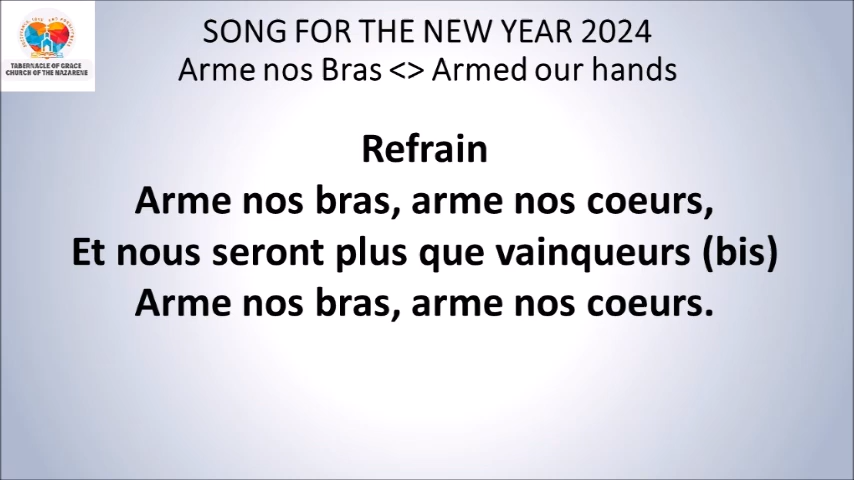 SONG FOR THE NEW YEAR 2024
Arme nos Bras <> Armed our hands
TABERNACLE OF GRACE
CHURCH OF THE NAZARENE
Refrain
Arme nos bras, arme nos coeurs,
Et nous seront plus que vainqueurs (bis)
Arme nos bras, arme nos coeurs.